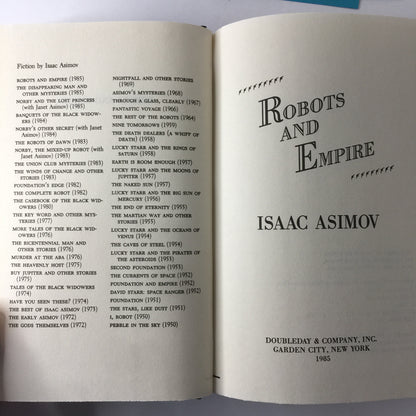 Fiction by Isaac Asimov
ROBOTS AND EMPIRE (1985)
THE DISAPPEARING MAN AND
OTHER MYSTERIES (1985)
NORBY AND THE LOST PRINCESS
(with Janet Asimov) (1985)
BANQUETS OF THE BLACK WIDOW-
ERS (1984)
NORBY'S OTHER SECRET (with Janet
Asimov) (1984)
THE ROBOTS OF DAWN (1983)
NORBY, THE MIXED-UP ROBOT (with
Janet Asimov) (1983)
THE UNION CLUB MYSTERIES (1983)
THE WINDS OF CHANGE AND OTHER
STORIES (1983)
FOUNDATION'S EDGE (1982)
THE COMPLETE ROBOT (1982)
THE CASEBOOK OF THE BLACK WID-
OWERS (1980)
THE KEY WORD AND OTHER MYS-
TERIES (1977)
MORE TALES OF THE BLACK WID-
OWERS (1976)
THE BICENTENNIAL MAN AND
OTHER STORIES (1976)
MURDER AT THE ABA (1976)
THE HEAVENLY HOST (1975)
BUY JUPITER AND OTHER STORIES
(1975)
TALES OF THE BLACK WIDOWERS
(1974)
HAVE YOU SEEN THESE? (1974)
THE BEST OF ISAAC ASIMOV (1973)
THE EARLY ASIMOV (1972)
THE GODS THEMSELVES (1972)
NIGHTFALL AND OTHER STORIES
(1969)
ASIMOV'S MYSTERIES (1968)
THROUGH A GLASS, CLEARLY (1967)
FANTASTIC VOYAGE (1966)
THE REST OF THE ROBOTS (1964)
NINE TOMORROWS (1959)
THE DEATH DEALERS (A WHIFF OF
DEATH) (1958)
LUCKY STARR AND THE RINGS OF
SATURN (1958)
EARTH IS ROOM ENOUGH (1957)
LUCKY STARR AND THE MOONS OF
JUPITER (1957)
THE NAKED SUN (1957)
LUCKY STARR AND THE BIG SUN OF
MERCURY (1956)
THE END OF ETERNITY (1955)
THE MARTIAN WAY AND OTHER
STORIES (1955)
LUCKY STARR AND THE OCEANS OF
VENUS (1954)
THE CAVES OF STEEL (1954)
LUCKY STARR AND THE PIRATES OF
THE ASTEROIDS (1953)
SECOND FOUNDATION (1953)
THE CURRENTS OF SPACE (1952)
FOUNDATION AND EMPIRE (1952)
DAVID STARR: SPACE RANGER (1952)
FOUNDATION (1951)
THE STARS, LIKE DUST (1951)
I, ROBOT (1950)
PEBBLE IN THE SKY (1950)
ROBOTS
AND
EMPIRE
ISAAC ASIMOV
DOUBLEDAY & COMPANY, INC.
GARDEN CITY, NEW YORK
1985